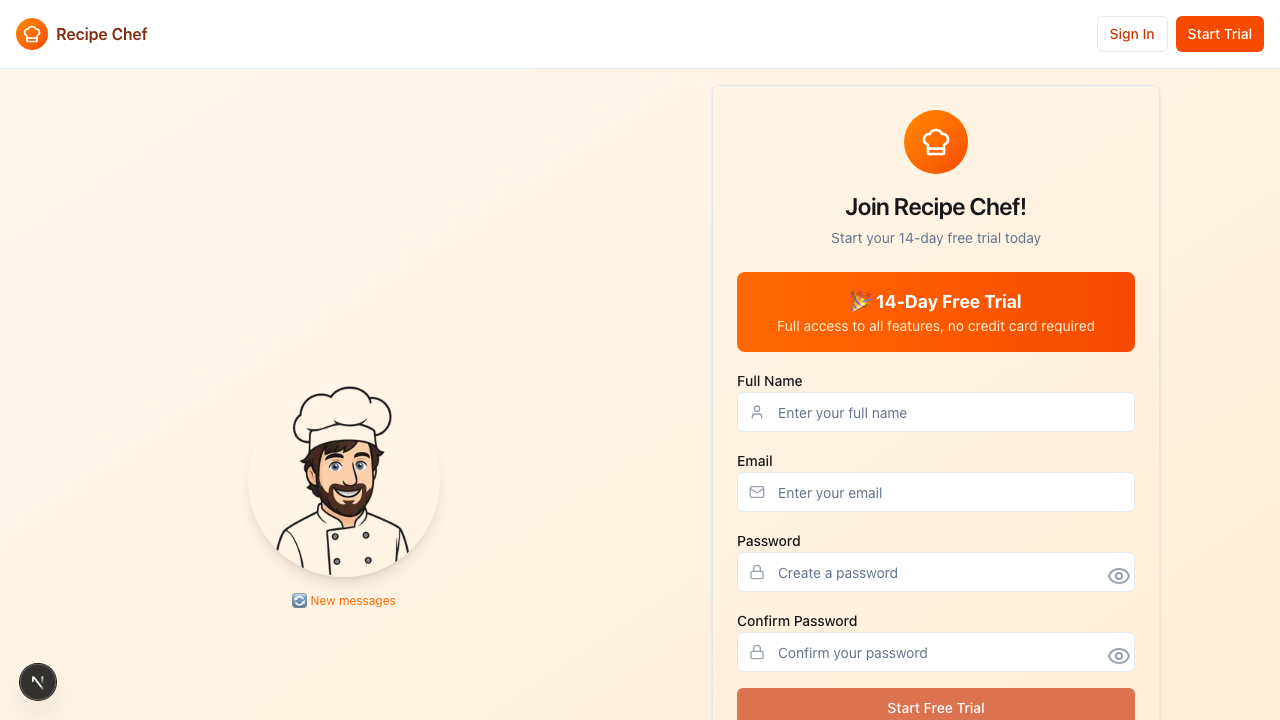 Recipe Chef
Sign In
Start Trial
Join Recipe Chef!
Start your 14-day free trial today
🎉 14-Day Free Trial
Full access to all features, no credit card required
Full Name
Enter your full name
Email
Enter your email
Password
Create a password
Confirm Password
Confirm your password
Start Free Trial
🔄 New messages
N